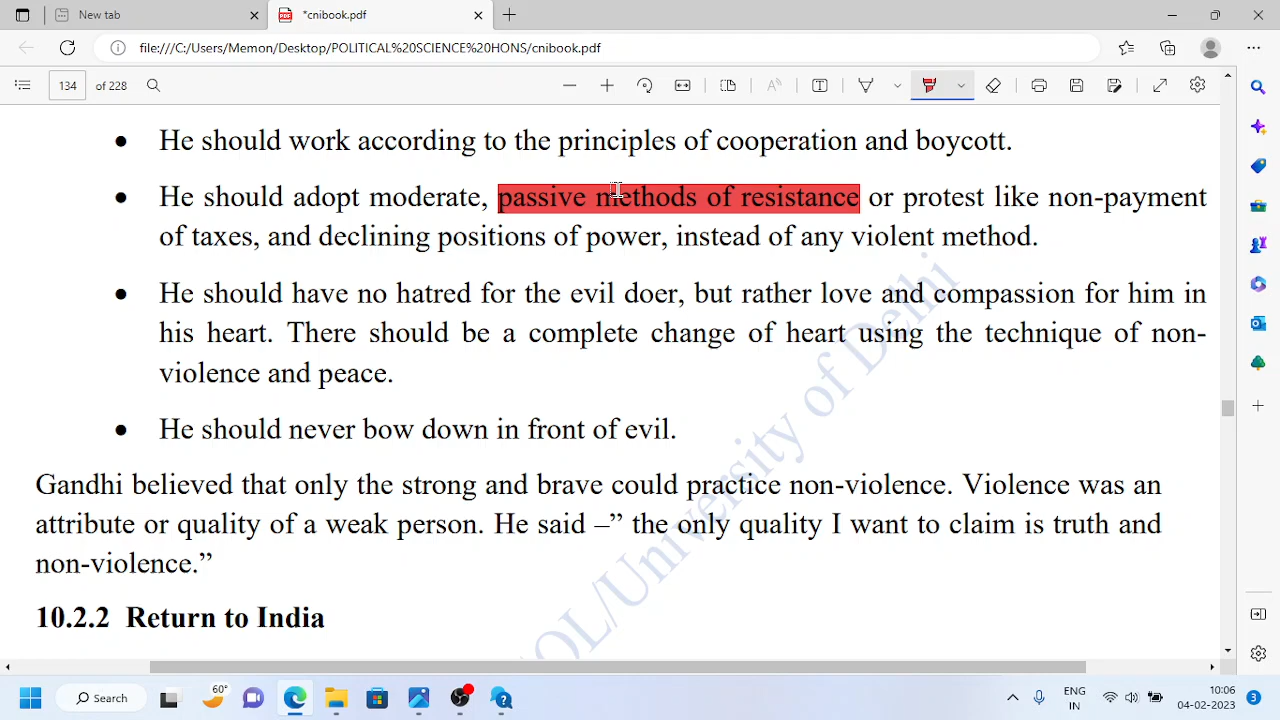 New tab
*cnibook.pdf
file:///C:/Users/Memon/Desktop/POLITICAL%20SCIENCE%20HONS/cnibook.pdf
134 of 228
• He should work according to the principles of cooperation and boycott.
• He should adopt moderate, passive methods of resistance or protest like non-payment
of taxes, and declining positions of power, instead of any violent method.
• He should have no hatred for the evil doer, but rather love and compassion for him in
his heart. There should be a complete change of heart using the technique of non-
violence and peace.
• He should never bow down in front of evil.
Gandhi believed that only the strong and brave could practice non-violence. Violence was an
attribute or quality of a weak person. He said –” the only quality I want to claim is truth and
non-violence.”
10.2.2 Return to India
OL/University of Delhi
60°
Search
ENG
IN
10:06
04-02-2023
3